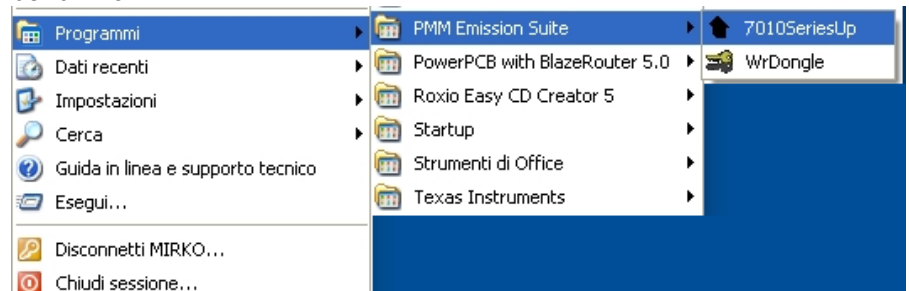 Programmi
Dati recenti
Impostazioni
Cerca
Guida in linea e supporto tecnico
Esegui...
Disconnetti MIRKO...
Chiudi sessione...
PMM Emission Suite
PowerPCB with BlazeRouter 5.0
Roxio Easy CD Creator 5
Startup
Strumenti di Office
Texas Instruments
7010SeriesUp
WrDongle